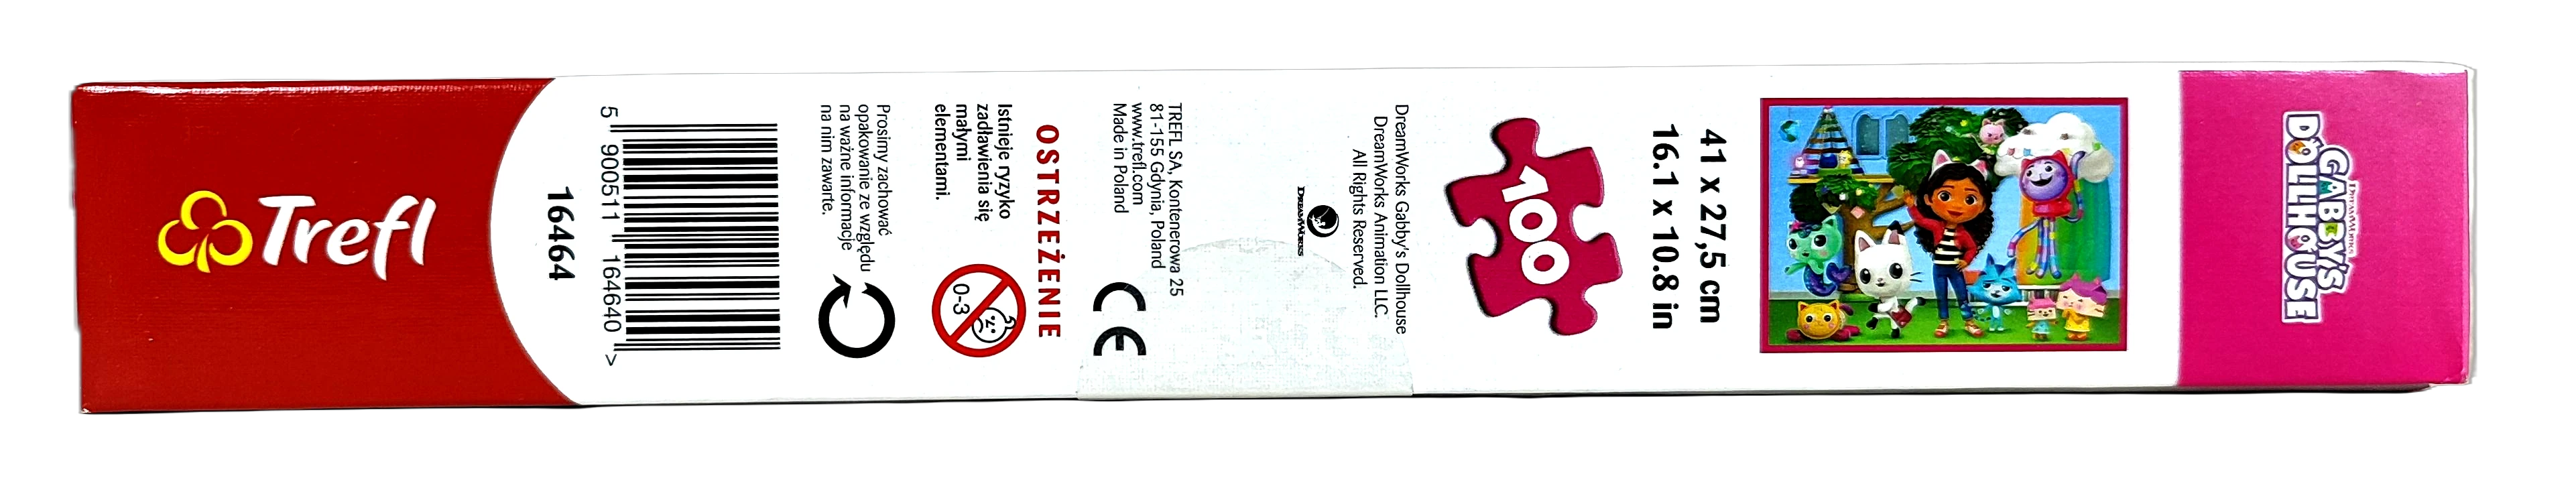 Trefl
16464
5 900511 164640 >
Prosimy zachować
opakowanie ze względu
na ważne informacje
na nim zawarte.
OSTRZEŻENIE
Istnieje ryzyko
zadławienia się
małymi
elementami.
0-3
TREFL SA, Kontenerowa 25
81-155 Gdynia, Poland
www.trefl.com
Made in Poland
CE
DREAMWORKS
DreamWorks Gabby's Dollhouse
DreamWorks Animation LLC.
All Rights Reserved.
100
41 x 27,5 cm
16.1 x 10.8 in
DREAMWORKS
GABBY'S
DOLLHOUSE